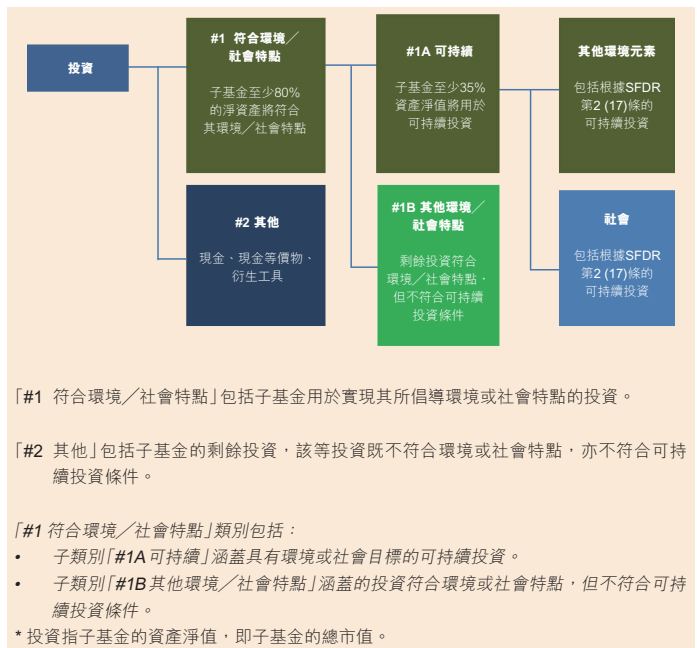 投資
#1 符合環境／
社會特點
子基金至少80%
的淨資產將符合
其環境／社會特點
#1A 可持續
子基金至少35%
資產淨值將用於
可持續投資
其他環境元素
包括根據SFDR
第2 (17)條的
可持續投資
#2 其他
現金、現金等價物、
衍生工具
#1B 其他環境／
社會特點
剩餘投資符合
環境／社會特點，
但不符合可持續
投資條件
社會
包括根據SFDR
第2 (17)條的
可持續投資
「#1 符合環境／社會特點」包括子基金用於實現其所倡導環境或社會特點的投資。
「#2 其他」包括子基金的剩餘投資，該等投資既不符合環境或社會特點，亦不符合可持
續投資條件。
「#1 符合環境／社會特點」類別包括：
• 子類別「#1A可持續」涵蓋具有環境或社會目標的可持續投資。
• 子類別「#1B其他環境／社會特點」涵蓋的投資符合環境或社會特點，但不符合可持
續投資條件。
* 投資指子基金的資產淨值，即子基金的總市值。